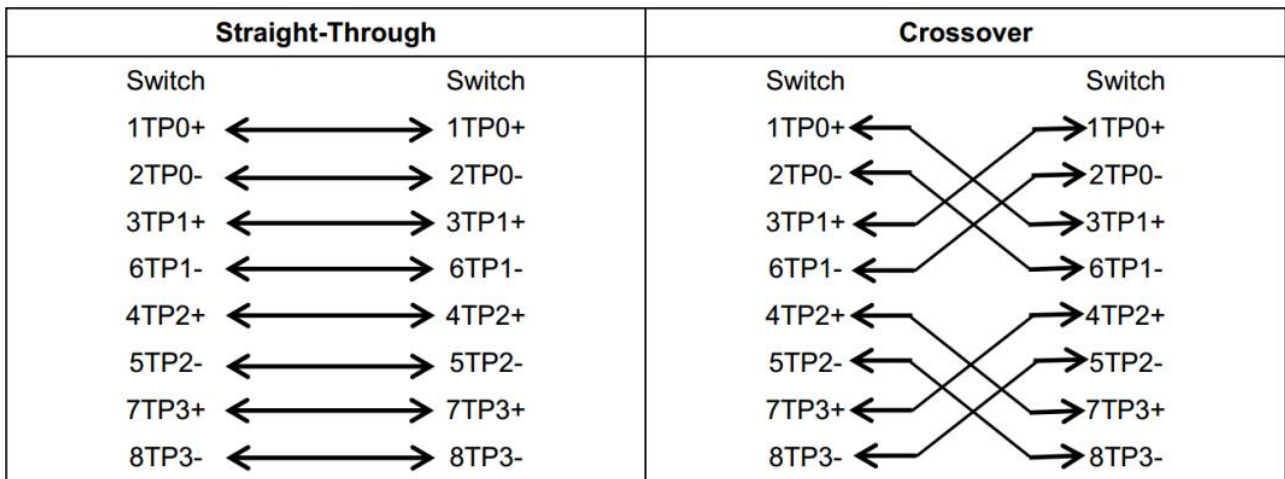 Straight-Through Crossover
Switch Switch Switch Switch
1TP0+ 1TP0+ 1TP0+ 1TP0+
2TP0- 2TP0- 2TP0- 2TP0-
3TP1+ 3TP1+ 3TP1+ 3TP1+
6TP1- 6TP1- 6TP1- 6TP1-
4TP2+ 4TP2+ 4TP2+ 4TP2+
5TP2- 5TP2- 5TP2- 5TP2-
7TP3+ 7TP3+ 7TP3+ 7TP3+
8TP3- 8TP3- 8TP3- 8TP3-